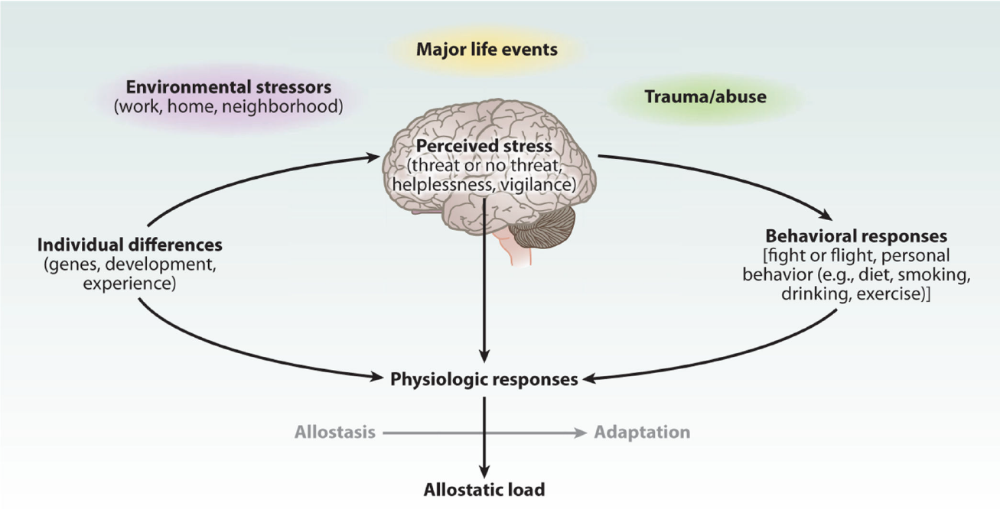 Major life events
Environmental stressors
(work, home, neighborhood)
Trauma/abuse
Perceived stress
(threat or no threat,
helplessness, vigilance)
Individual differences
(genes, development,
experience)
Behavioral responses
[fight or flight, personal
behavior (e.g., diet, smoking,
drinking, exercise)]
Physiologic responses
Allostasis
Adaptation
Allostatic load